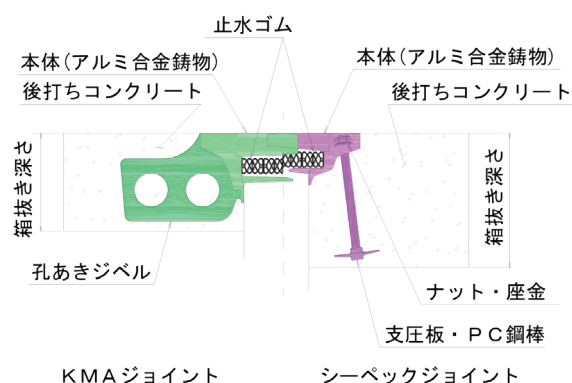 止水ゴム
本体(アルミ合金鋳物)
本体(アルミ合金鋳物)
後打ちコンクリート
後打ちコンクリート
箱抜き深さ
箱抜き深さ
孔あきジベル
ナット・座金
支圧板・PC鋼棒
KMAジョイント
シーペックジョイント